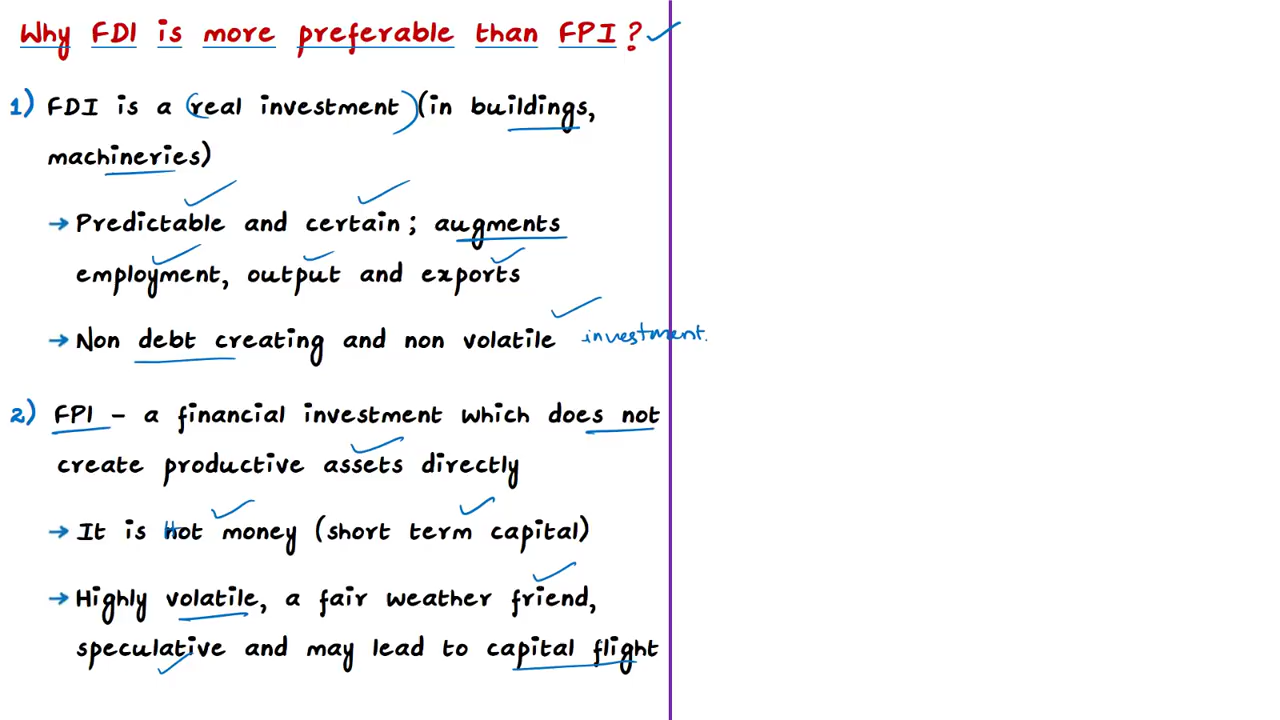 Why FDI is more preferable than FPI?
1) FDI is a (real investment) (in buildings,
machineries)
→ Predictable and certain; augments
employment, output and exports
→ Non debt creating and non volatile investment.
2) FPI – a financial investment which does not
create productive assets directly
→ It is hot money (short term capital)
→ Highly volatile, a fair weather friend,
speculative and may lead to capital flight